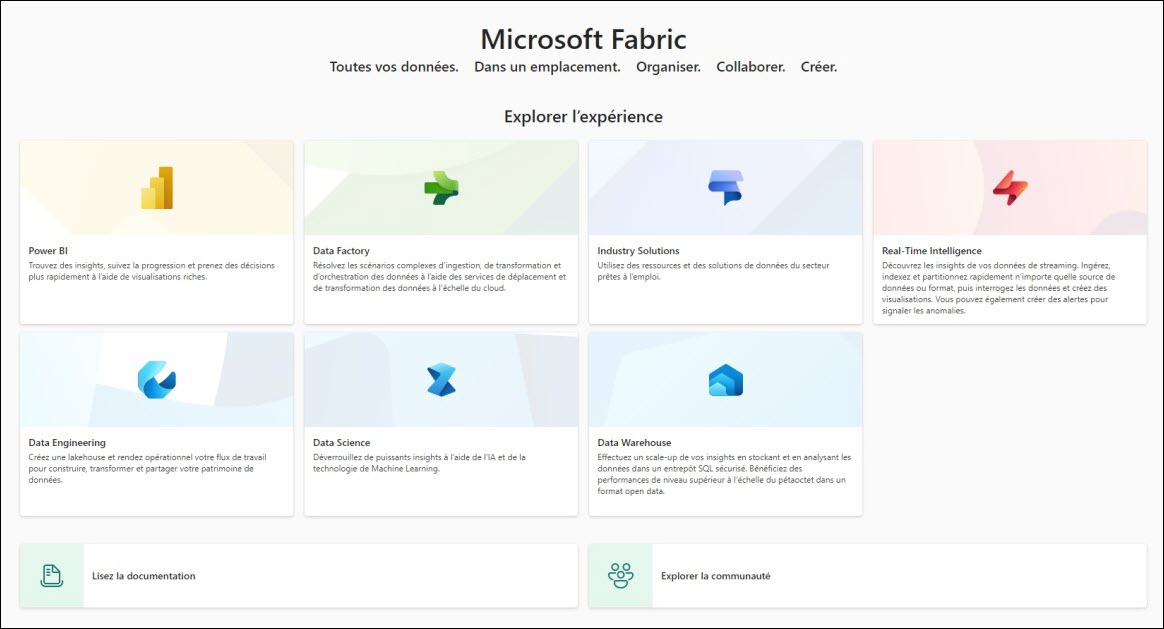 Microsoft Fabric
Toutes vos données. Dans un emplacement. Organiser. Collaborer. Créer.
Explorer l’expérience
Power BI
Trouvez des insights, suivez la progression et prenez des décisions
plus rapidement à l’aide de visualisations riches.
Data Factory
Résolvez les scénarios complexes d’ingestion, de transformation et
d’orchestration des données à l’aide des services de déplacement et
de transformation des données à l’échelle du cloud.
Industry Solutions
Utilisez des ressources et des solutions de données du secteur
prêtes à l’emploi.
Real-Time Intelligence
Découvrez les insights de vos données de streaming. Ingérez,
indexez et partitionnez rapidement n’importe quelle source de
données ou format, puis interrogez les données et créez des
visualisations. Vous pouvez également créer des alertes pour
signaler les anomalies.
Data Engineering
Créez une lakehouse et rendez opérationnel votre flux de travail
pour construire, transformer et partager votre patrimoine de
données.
Data Science
Déverrouillez de puissants insights à l’aide de l’IA et de la
technologie de Machine Learning.
Data Warehouse
Effectuez un scale-up de vos insights en stockant et en analysant les
données dans un entrepôt SQL sécurisé. Bénéficiez des
performances de niveau supérieur à l’échelle du pétaoctet dans un
format open data.
Lisez la documentation
Explorer la communauté